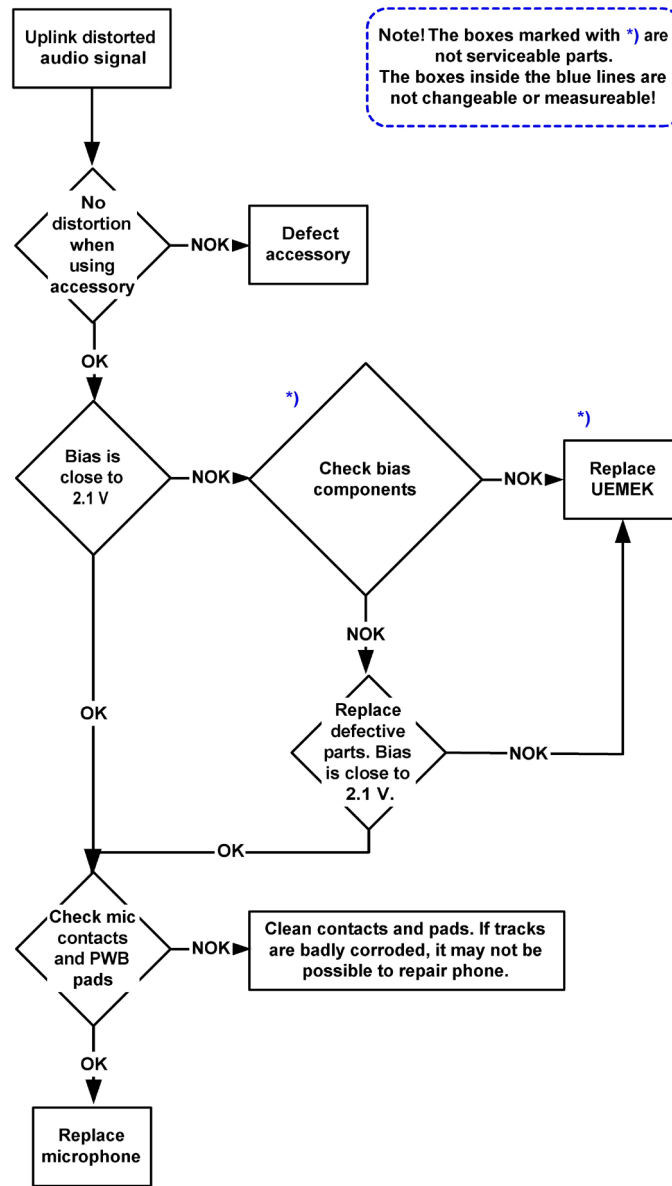 Uplink distorted
audio signal
Note! The boxes marked with *) are
not serviceable parts.
The boxes inside the blue lines are
not changeable or measureable!
No
distortion
when
using
accessory
NOK
Defect
accessory
OK
*)
*)
Bias is
close to
2.1 V
NOK
Check bias
components
NOK
Replace
UEMEK
NOK
OK
Replace
defective
parts. Bias
is close to
2.1 V.
NOK
OK
Check mic
contacts
and PWB
pads
NOK
Clean contacts and pads. If tracks
are badly corroded, it may not be
possible to repair phone.
OK
Replace
microphone